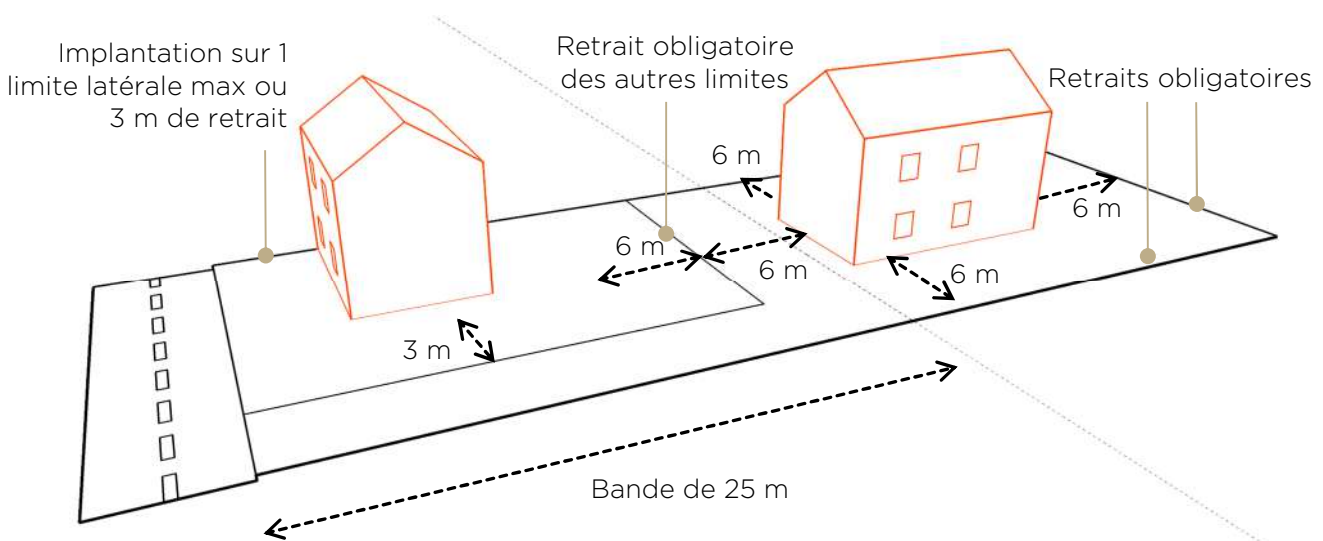 Implantation sur 1
limite latérale max ou
3 m de retrait
Retrait obligatoire
des autres limites
Retraits obligatoires
6 m
6 m
6 m
6 m
6 m
3 m
Bande de 25 m